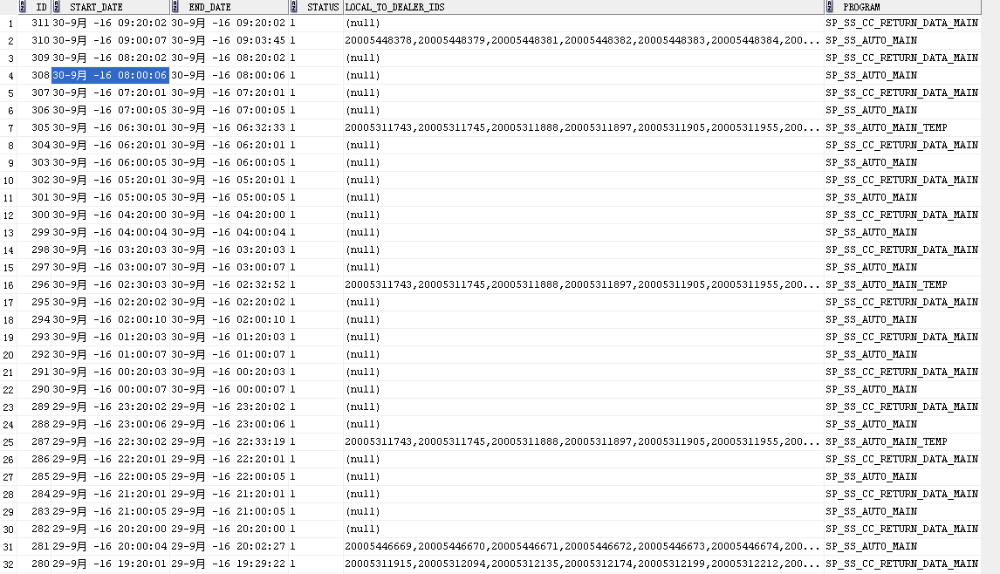 ID START_DATE END_DATE STATUS LOCAL_TO_DEALER_IDS PROGRAM
1 311 30-9月 -16 09:20:02 30-9月 -16 09:20:02 1 (null) SP_SS_CC_RETURN_DATA_MAIN
2 310 30-9月 -16 09:00:07 30-9月 -16 09:03:45 1 20005448378,20005448379,20005448381,20005448382,20005448383,20005448384,200... SP_SS_AUTO_MAIN
3 309 30-9月 -16 08:20:02 30-9月 -16 08:20:02 1 (null) SP_SS_CC_RETURN_DATA_MAIN
4 308 30-9月 -16 08:00:06 30-9月 -16 08:00:06 1 (null) SP_SS_AUTO_MAIN
5 307 30-9月 -16 07:20:01 30-9月 -16 07:20:01 1 (null) SP_SS_CC_RETURN_DATA_MAIN
6 306 30-9月 -16 07:00:05 30-9月 -16 07:00:05 1 (null) SP_SS_AUTO_MAIN
7 305 30-9月 -16 06:30:01 30-9月 -16 06:32:33 1 20005311743,20005311745,20005311888,20005311897,20005311905,20005311955,200... SP_SS_AUTO_MAIN_TEMP
8 304 30-9月 -16 06:20:01 30-9月 -16 06:20:01 1 (null) SP_SS_CC_RETURN_DATA_MAIN
9 303 30-9月 -16 06:00:05 30-9月 -16 06:00:05 1 (null) SP_SS_AUTO_MAIN
10 302 30-9月 -16 05:20:01 30-9月 -16 05:20:01 1 (null) SP_SS_CC_RETURN_DATA_MAIN
11 301 30-9月 -16 05:00:05 30-9月 -16 05:00:05 1 (null) SP_SS_AUTO_MAIN
12 300 30-9月 -16 04:20:00 30-9月 -16 04:20:00 1 (null) SP_SS_CC_RETURN_DATA_MAIN
13 299 30-9月 -16 04:00:04 30-9月 -16 04:00:04 1 (null) SP_SS_AUTO_MAIN
14 298 30-9月 -16 03:20:03 30-9月 -16 03:20:03 1 (null) SP_SS_CC_RETURN_DATA_MAIN
15 297 30-9月 -16 03:00:07 30-9月 -16 03:00:07 1 (null) SP_SS_AUTO_MAIN
16 296 30-9月 -16 02:30:03 30-9月 -16 02:32:52 1 20005311743,20005311745,20005311888,20005311897,20005311905,20005311955,200... SP_SS_AUTO_MAIN_TEMP
17 295 30-9月 -16 02:20:02 30-9月 -16 02:20:02 1 (null) SP_SS_CC_RETURN_DATA_MAIN
18 294 30-9月 -16 02:00:10 30-9月 -16 02:00:10 1 (null) SP_SS_AUTO_MAIN
19 293 30-9月 -16 01:20:03 30-9月 -16 01:20:03 1 (null) SP_SS_CC_RETURN_DATA_MAIN
20 292 30-9月 -16 01:00:07 30-9月 -16 01:00:07 1 (null) SP_SS_AUTO_MAIN
21 291 30-9月 -16 00:20:03 30-9月 -16 00:20:03 1 (null) SP_SS_CC_RETURN_DATA_MAIN
22 290 30-9月 -16 00:00:07 30-9月 -16 00:00:07 1 (null) SP_SS_AUTO_MAIN
23 289 29-9月 -16 23:20:02 29-9月 -16 23:20:02 1 (null) SP_SS_CC_RETURN_DATA_MAIN
24 288 29-9月 -16 23:00:06 29-9月 -16 23:00:06 1 (null) SP_SS_AUTO_MAIN
25 287 29-9月 -16 22:30:02 29-9月 -16 22:33:19 1 20005311743,20005311745,20005311888,20005311897,20005311905,20005311955,200... SP_SS_AUTO_MAIN_TEMP
26 286 29-9月 -16 22:20:01 29-9月 -16 22:20:01 1 (null) SP_SS_CC_RETURN_DATA_MAIN
27 285 29-9月 -16 22:00:05 29-9月 -16 22:00:05 1 (null) SP_SS_AUTO_MAIN
28 284 29-9月 -16 21:20:01 29-9月 -16 21:20:01 1 (null) SP_SS_CC_RETURN_DATA_MAIN
29 283 29-9月 -16 21:00:05 29-9月 -16 21:00:05 1 (null) SP_SS_AUTO_MAIN
30 282 29-9月 -16 20:20:00 29-9月 -16 20:20:00 1 (null) SP_SS_CC_RETURN_DATA_MAIN
31 281 29-9月 -16 20:00:04 29-9月 -16 20:02:27 1 20005446669,20005446670,20005446671,20005446672,20005446673,20005446674,200... SP_SS_AUTO_MAIN
32 280 29-9月 -16 19:20:01 29-9月 -16 19:29:22 1 20005311915,20005312094,20005312135,20005312174,20005312199,20005312212,200... SP_SS_CC_RETURN_DATA_MAIN